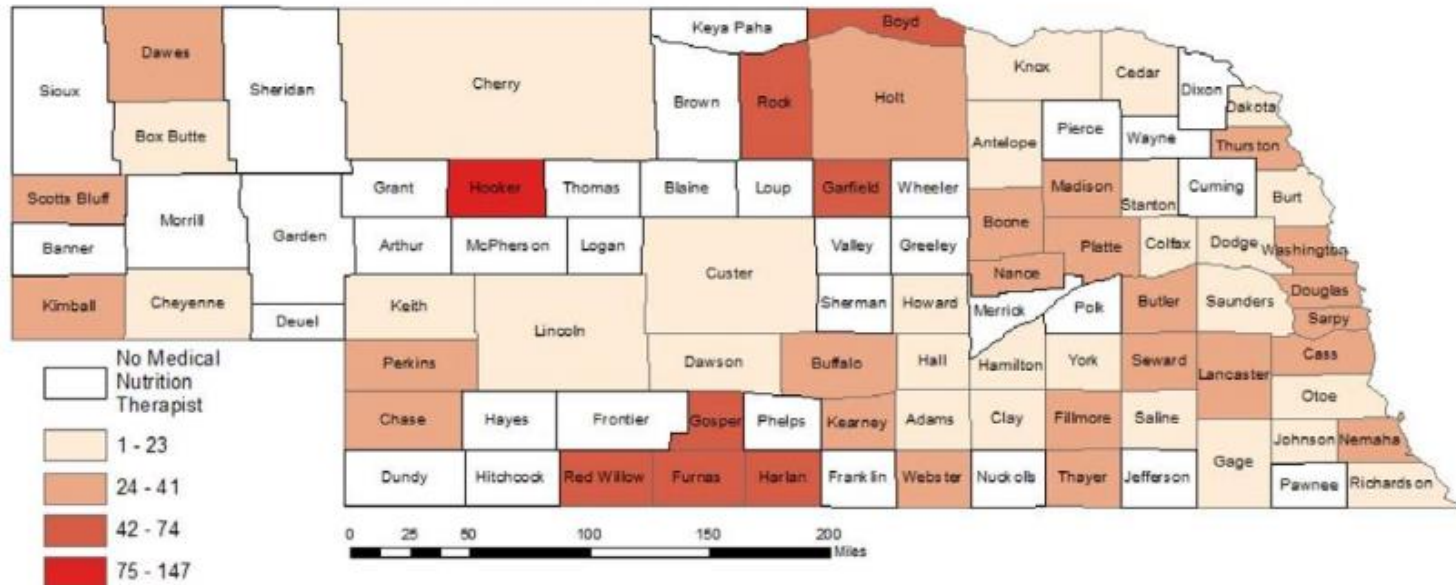 Boyd
Keya Paha
Dawes
Knox
Cedar
Sioux
Sheridan
Cherry
Brown
Rock
Holt
Dixon
Dakota
Box Butte
Antelope
Pierce
Wayne
Thurston
Scotts Bluff
Grant
Hooker
Thomas
Blaine
Loup
Garfield
Wheeler
Madison
Stanton
Cuming
Burt
Morrill
Garden
Boone
Banner
Arthur
McPherson
Logan
Custer
Valley
Greeley
Platte
Colfax
Dodge
Washington
Nance
Kimball
Cheyenne
Deuel
Keith
Lincoln
Sherman
Howard
Merrick
Polk
Butler
Saunders
Douglas
Sarpy
Perkins
Dawson
Buffalo
Hall
Hamilton
York
Seward
Lancaster
Cass
Otoe
Chase
Hayes
Frontier
Gosper
Phelps
Kearney
Adams
Clay
Fillmore
Saline
Johnson
Nemaha
Gage
Dundy
Hitchcock
Red Willow
Furnas
Harlan
Franklin
Webster
Nuckolls
Thayer
Jefferson
Pawnee
Richardson
No Medical
Nutrition
Therapist
1 - 23
24 - 41
42 - 74
75 - 147
0 25 50 100 150 200
Miles